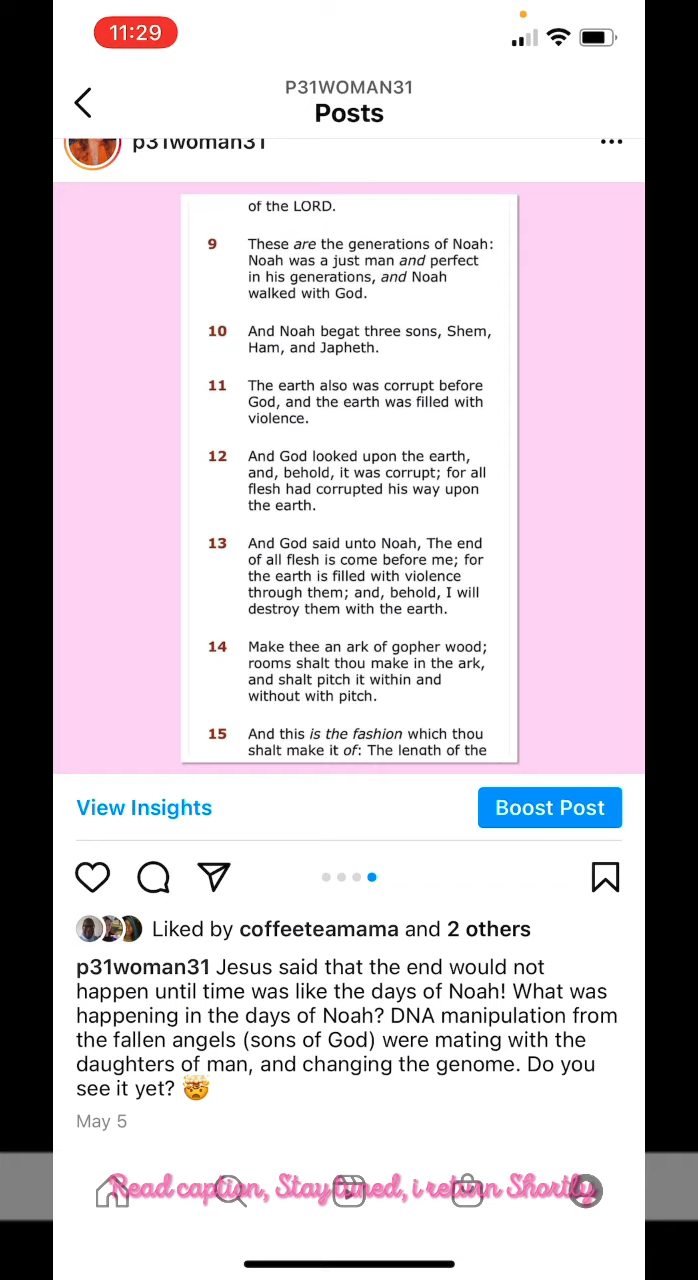 11:29
P31WOMAN31
Posts
p31woman31
of the LORD.
9 These are the generations of Noah:
Noah was a just man and perfect
in his generations, and Noah
walked with God.
10 And Noah begat three sons, Shem,
Ham, and Japheth.
11 The earth also was corrupt before
God, and the earth was filled with
violence.
12 And God looked upon the earth,
and, behold, it was corrupt; for all
flesh had corrupted his way upon
the earth.
13 And God said unto Noah, The end
of all flesh is come before me; for
the earth is filled with violence
through them; and, behold, I will
destroy them with the earth.
14 Make thee an ark of gopher wood;
rooms shalt thou make in the ark,
and shalt pitch it within and
without with pitch.
15 And this is the fashion which thou
shalt make it of: The length of the
View Insights
Boost Post
Liked by coffeeteamama and 2 others
p31woman31 Jesus said that the end would not
happen until time was like the days of Noah! What was
happening in the days of Noah? DNA manipulation from
the fallen angels (sons of God) were mating with the
daughters of man, and changing the genome. Do you
see it yet? 🤯
May 5
Read caption, Stay tuned, i return Shortly